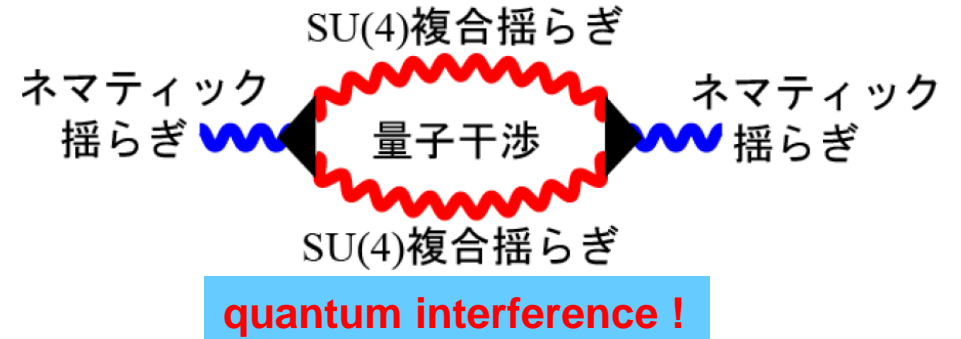 SU(4)複合揺らぎ
ネマティック
揺らぎ
量子干渉
ネマティック
揺らぎ
SU(4)複合揺らぎ
quantum interference !